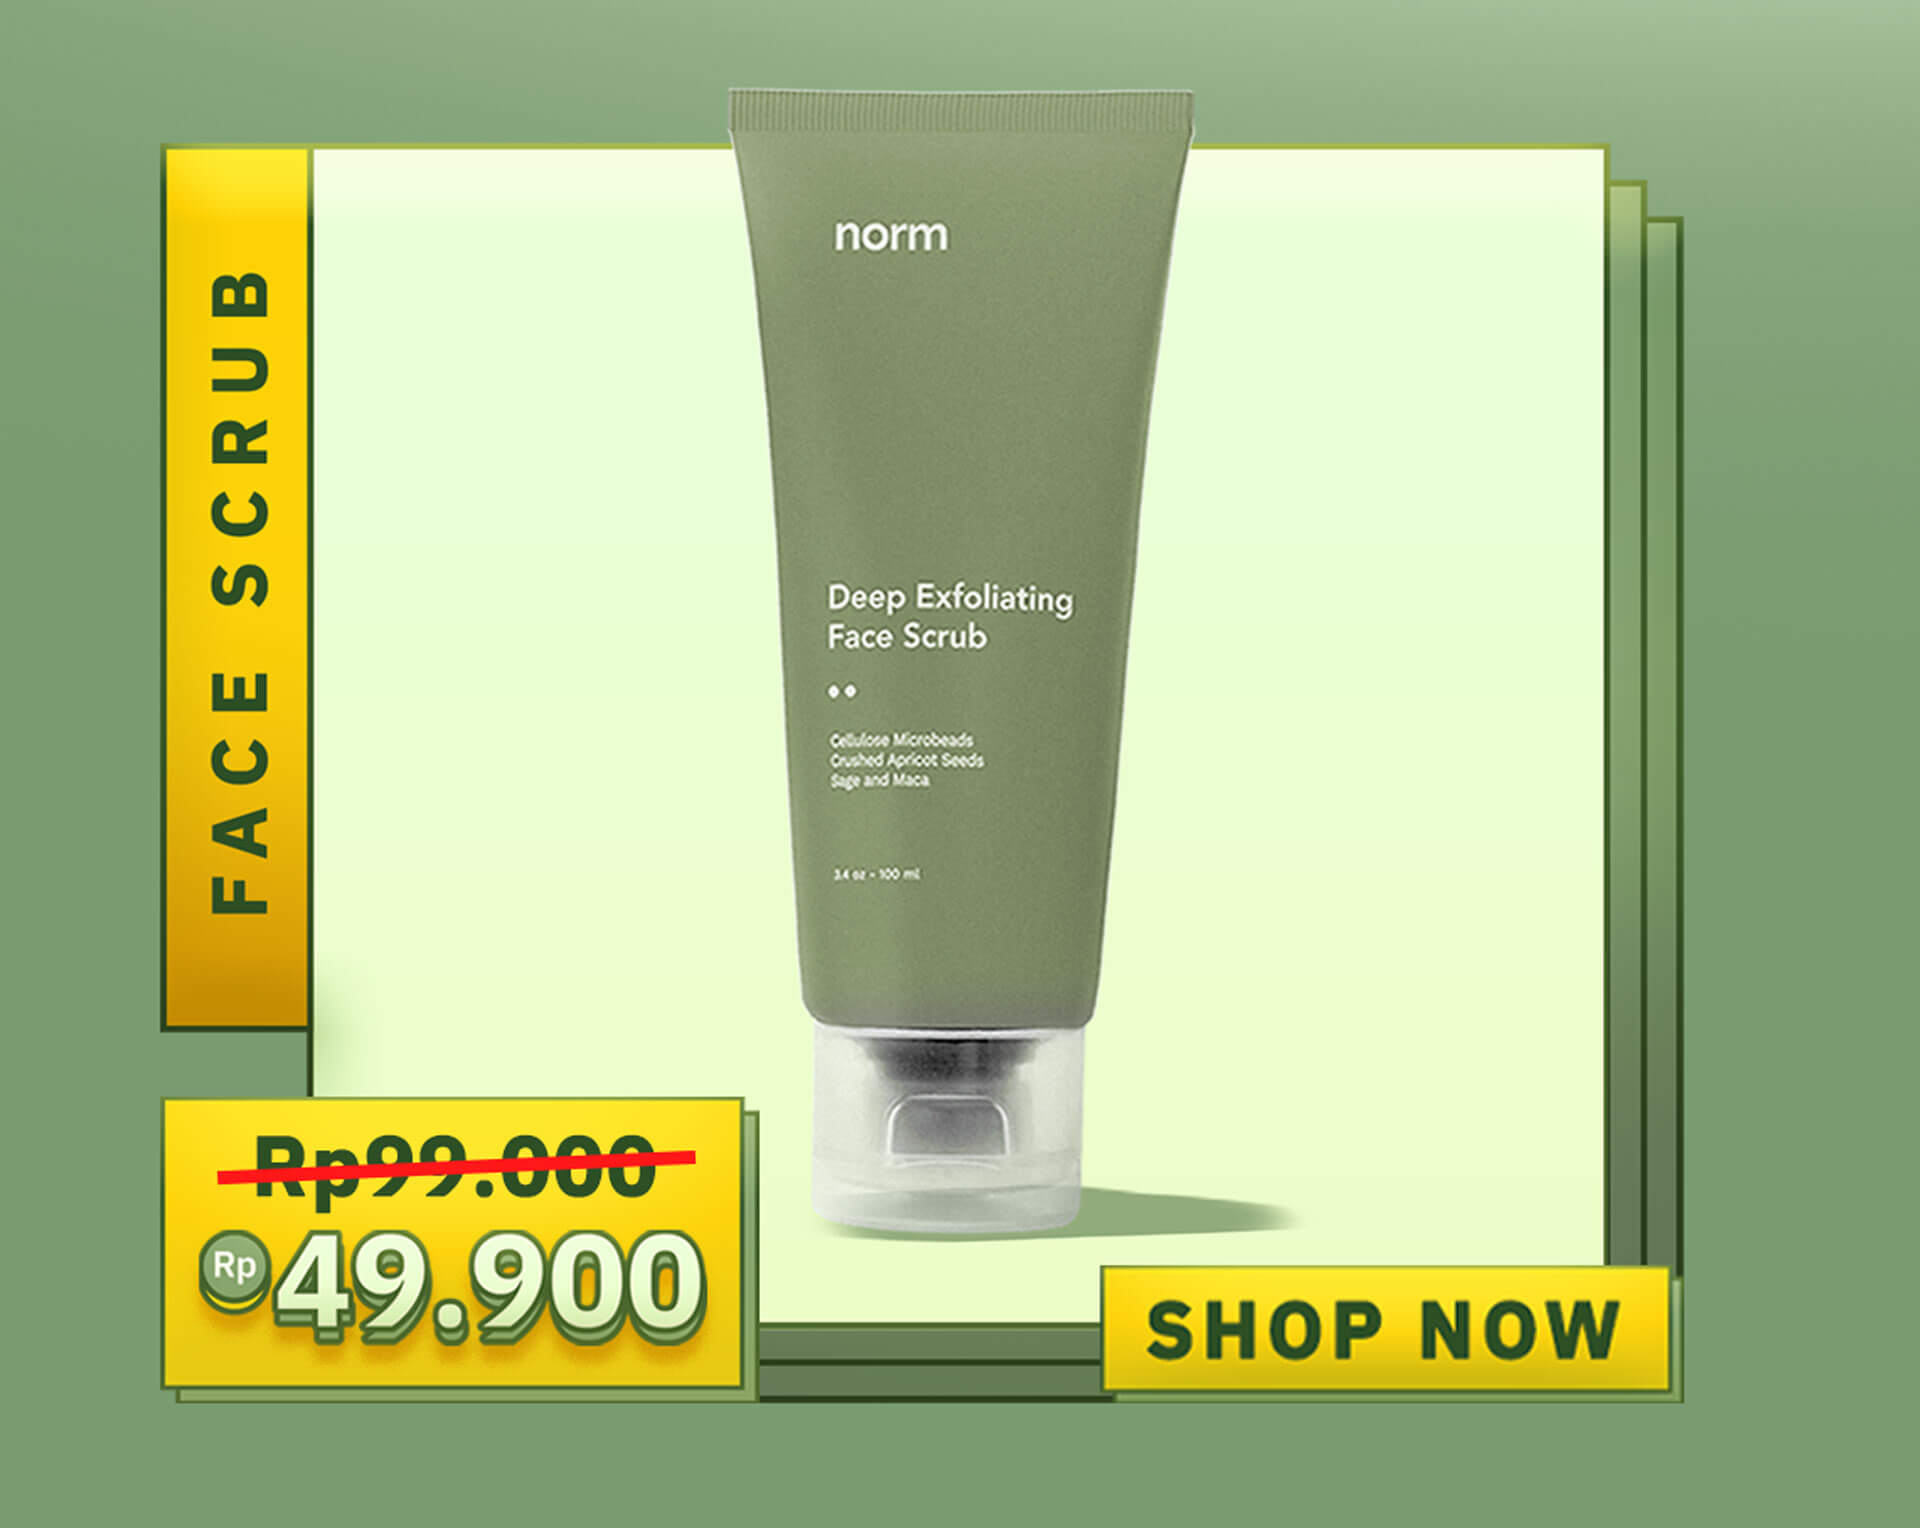 norm
FACE SCRUB
Deep Exfoliating
Face Scrub
Cellulose Microbeads
Crushed Apricot Seeds
Sage and Maca
3.4 oz - 100 ml
Rp99.000
Rp 49.900
SHOP NOW